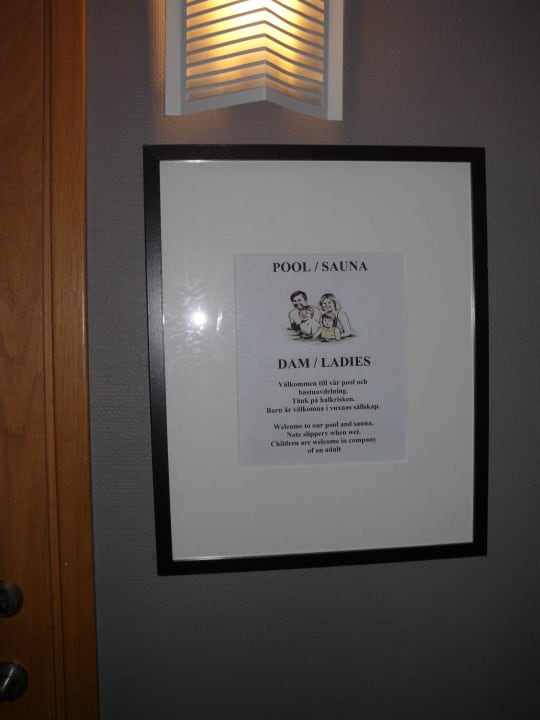 POOL / SAUNA
DAM / LADIES
Välkommen till vår pool och
bastuavdelning.
Tänk på halkrisken.
Barn är välkomna i vuxnas sällskap.
Welcome to our pool and sauna.
Note slippery when wet.
Children are welcome in company
of an adult